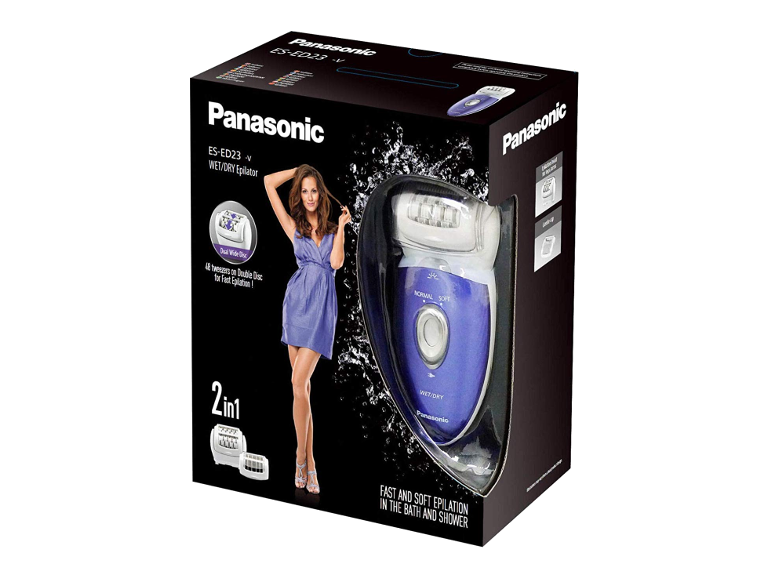 Panasonic
ES-ED23 -V
Panasonic
ES-ED23 -V
WET/DRY Epilator
Dual Wide Disc
48 tweezers on Double Disc
for Fast Epilation !
2in1
NORMAL SOFT
WET/DRY
Panasonic
FAST AND SOFT EPILATION
IN THE BATH AND SHOWER
Panasonic